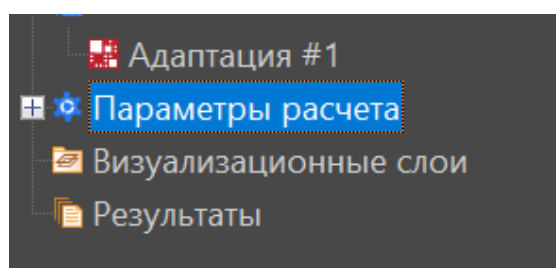 Адаптация #1
Параметры расчета
Визуализационные слои
Результаты